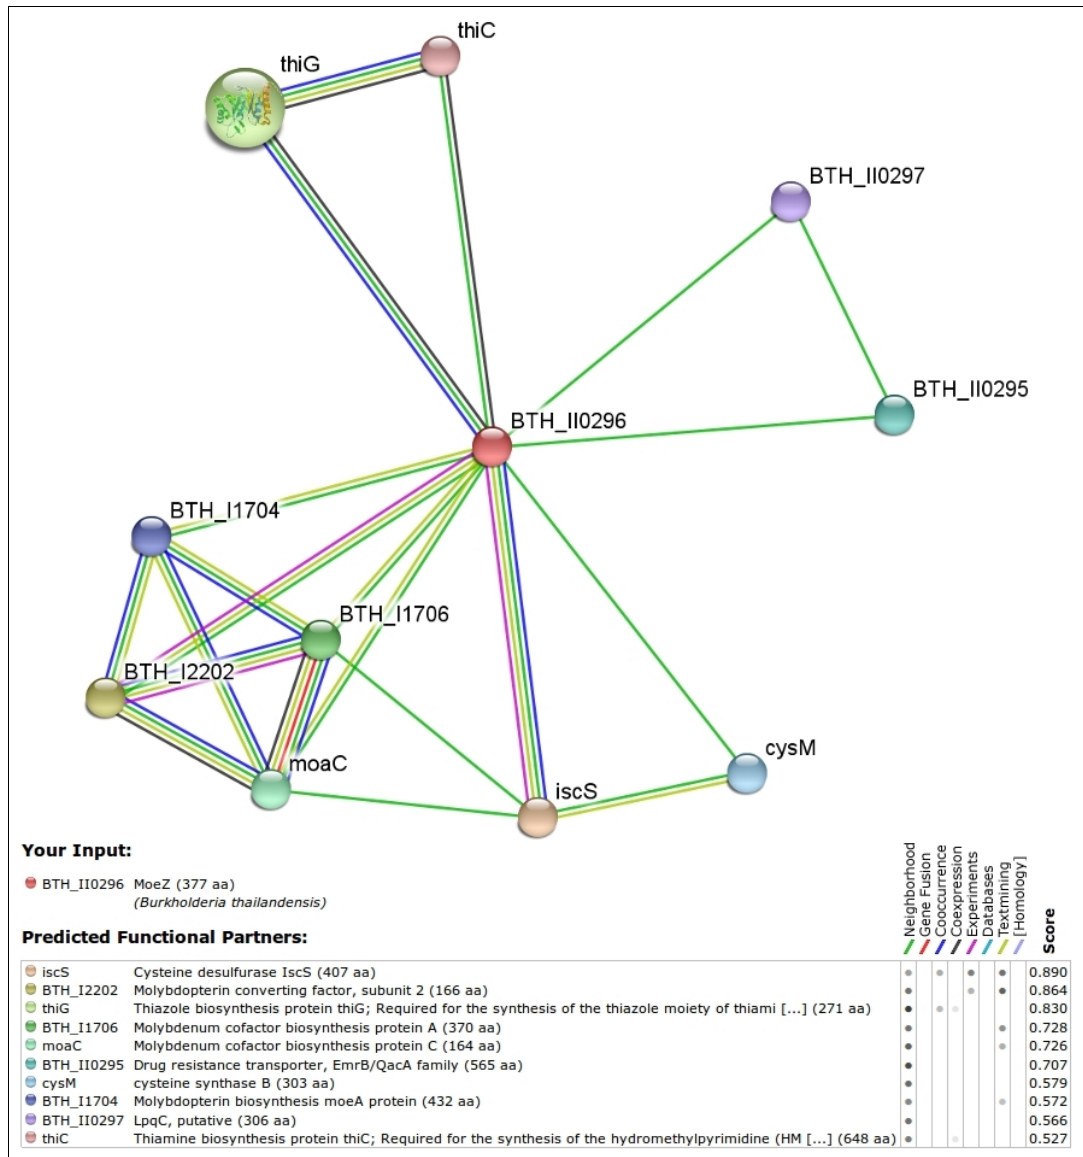 thiC
thiG
BTH_II0297
BTH_II0295
BTH_II0296
BTH_I1704
BTH_I1706
BTH_I2202
cysM
moaC
iscS
Your Input:
BTH_II0296 MoeZ (377 aa)
(Burkholderia thailandensis)
Neighborhood
Gene Fusion
Cooccurrence
Coexpression
Experiments
Databases
Textmining
[Homology]
Score
Predicted Functional Partners:
iscS Cysteine desulfurase IscS (407 aa) 0.890
BTH_I2202 Molybdopterin converting factor, subunit 2 (166 aa) 0.864
thiG Thiazole biosynthesis protein thiG; Required for the synthesis of the thiazole moiety of thiami [...] (271 aa) 0.830
BTH_I1706 Molybdenum cofactor biosynthesis protein A (370 aa) 0.728
moaC Molybdenum cofactor biosynthesis protein C (164 aa) 0.726
BTH_II0295 Drug resistance transporter, EmrB/QacA family (565 aa) 0.707
cysM cysteine synthase B (303 aa) 0.579
BTH_I1704 Molybdopterin biosynthesis moeA protein (432 aa) 0.572
BTH_II0297 LpqC, putative (306 aa) 0.566
thiC Thiamine biosynthesis protein thiC; Required for the synthesis of the hydromethylpyrimidine (HM [...] (648 aa) 0.527